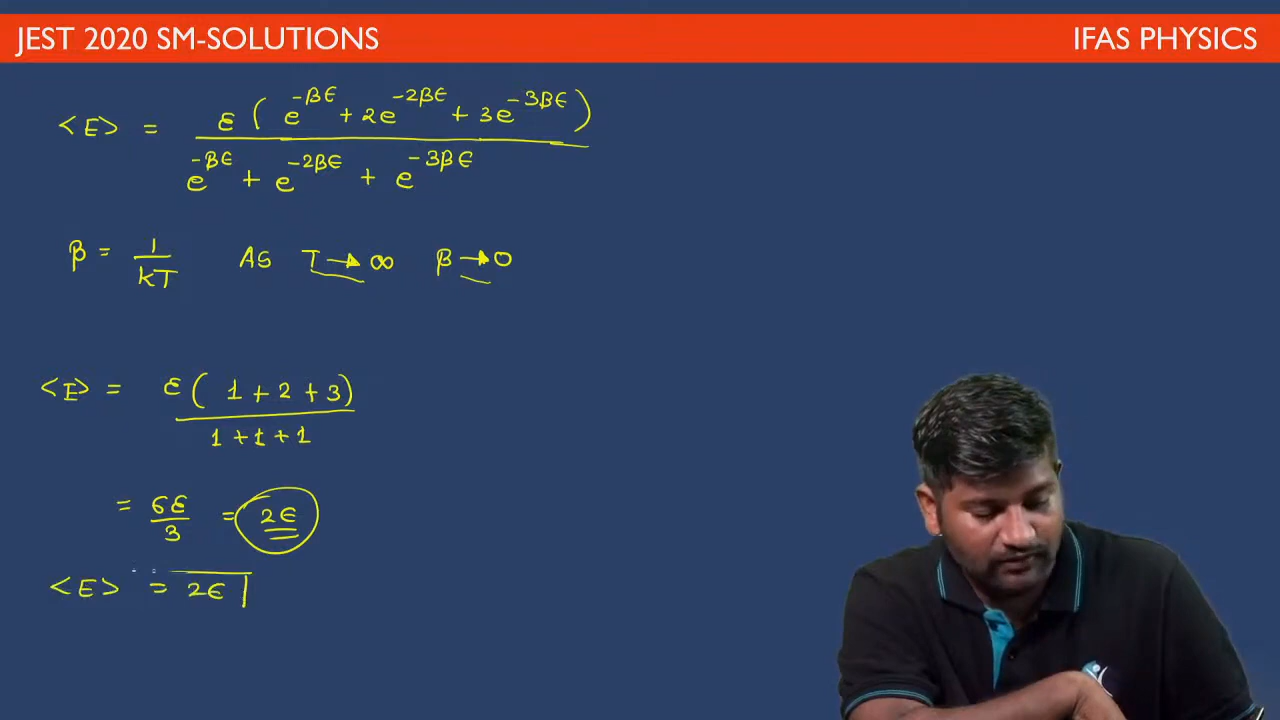 JEST 2020 SM-SOLUTIONS
IFAS PHYSICS
<E> = ε( e^{-βϵ} + 2e^{-2βϵ} + 3e^{-3βϵ} )
e^{-βϵ} + e^{-2βϵ} + e^{-3βϵ}
β = 1/kT AS T → ∞ β → 0
<E> = ε( 1 + 2 + 3)
1 + 1 + 1
= 6ε/3 = 2ϵ
<E> = 2ϵ